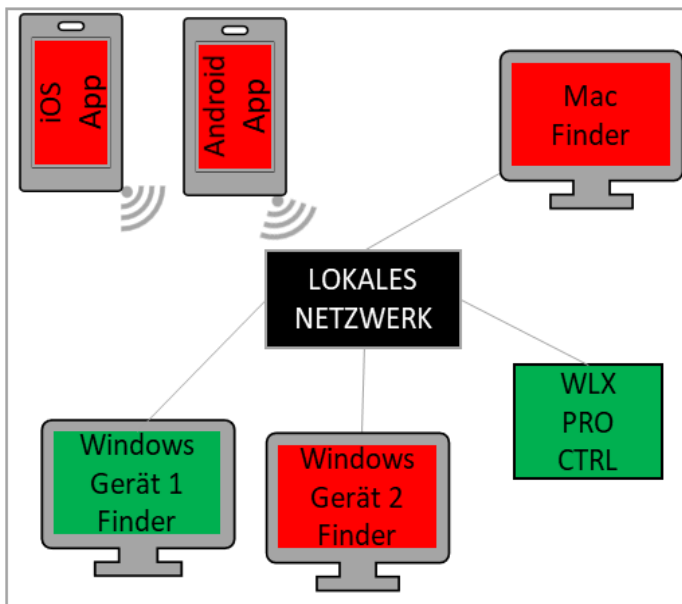 iOS
App
Android
App
Mac
Finder
LOKALES
NETZWERK
WLX
PRO
CTRL
Windows
Gerät 1
Finder
Windows
Gerät 2
Finder